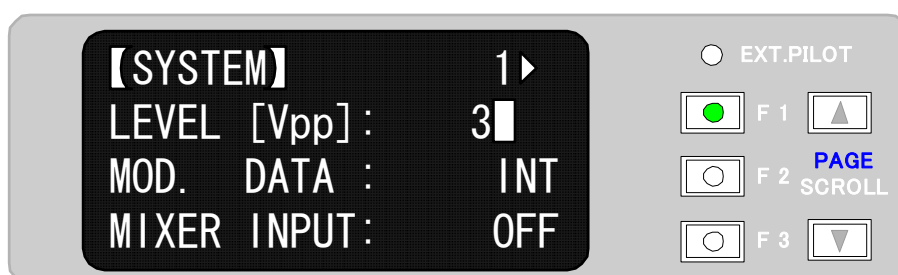 【SYSTEM】 1▶
LEVEL [Vpp]: 3
MOD. DATA : INT
MIXER INPUT: OFF
EXT.PILOT
F 1
F 2
PAGE
SCROLL
F 3